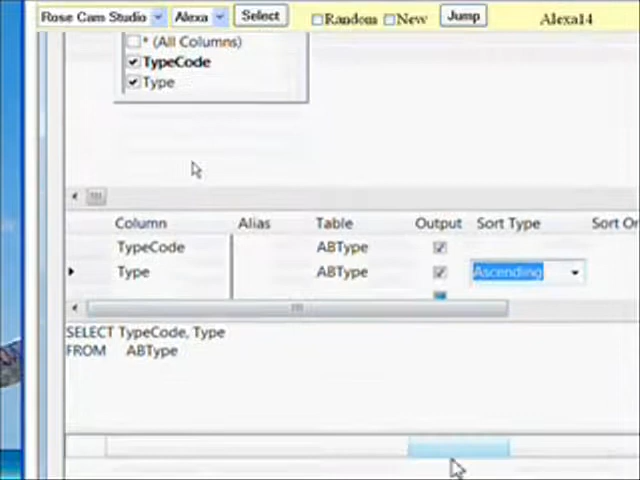 Rose Cam Studio Alexa Select Random New Jump Alexa14
* (All Columns)
TypeCode
Type
Column Alias Table Output Sort Type Sort Or
TypeCode ABType
Type ABType Ascending
SELECT TypeCode, Type
FROM ABType